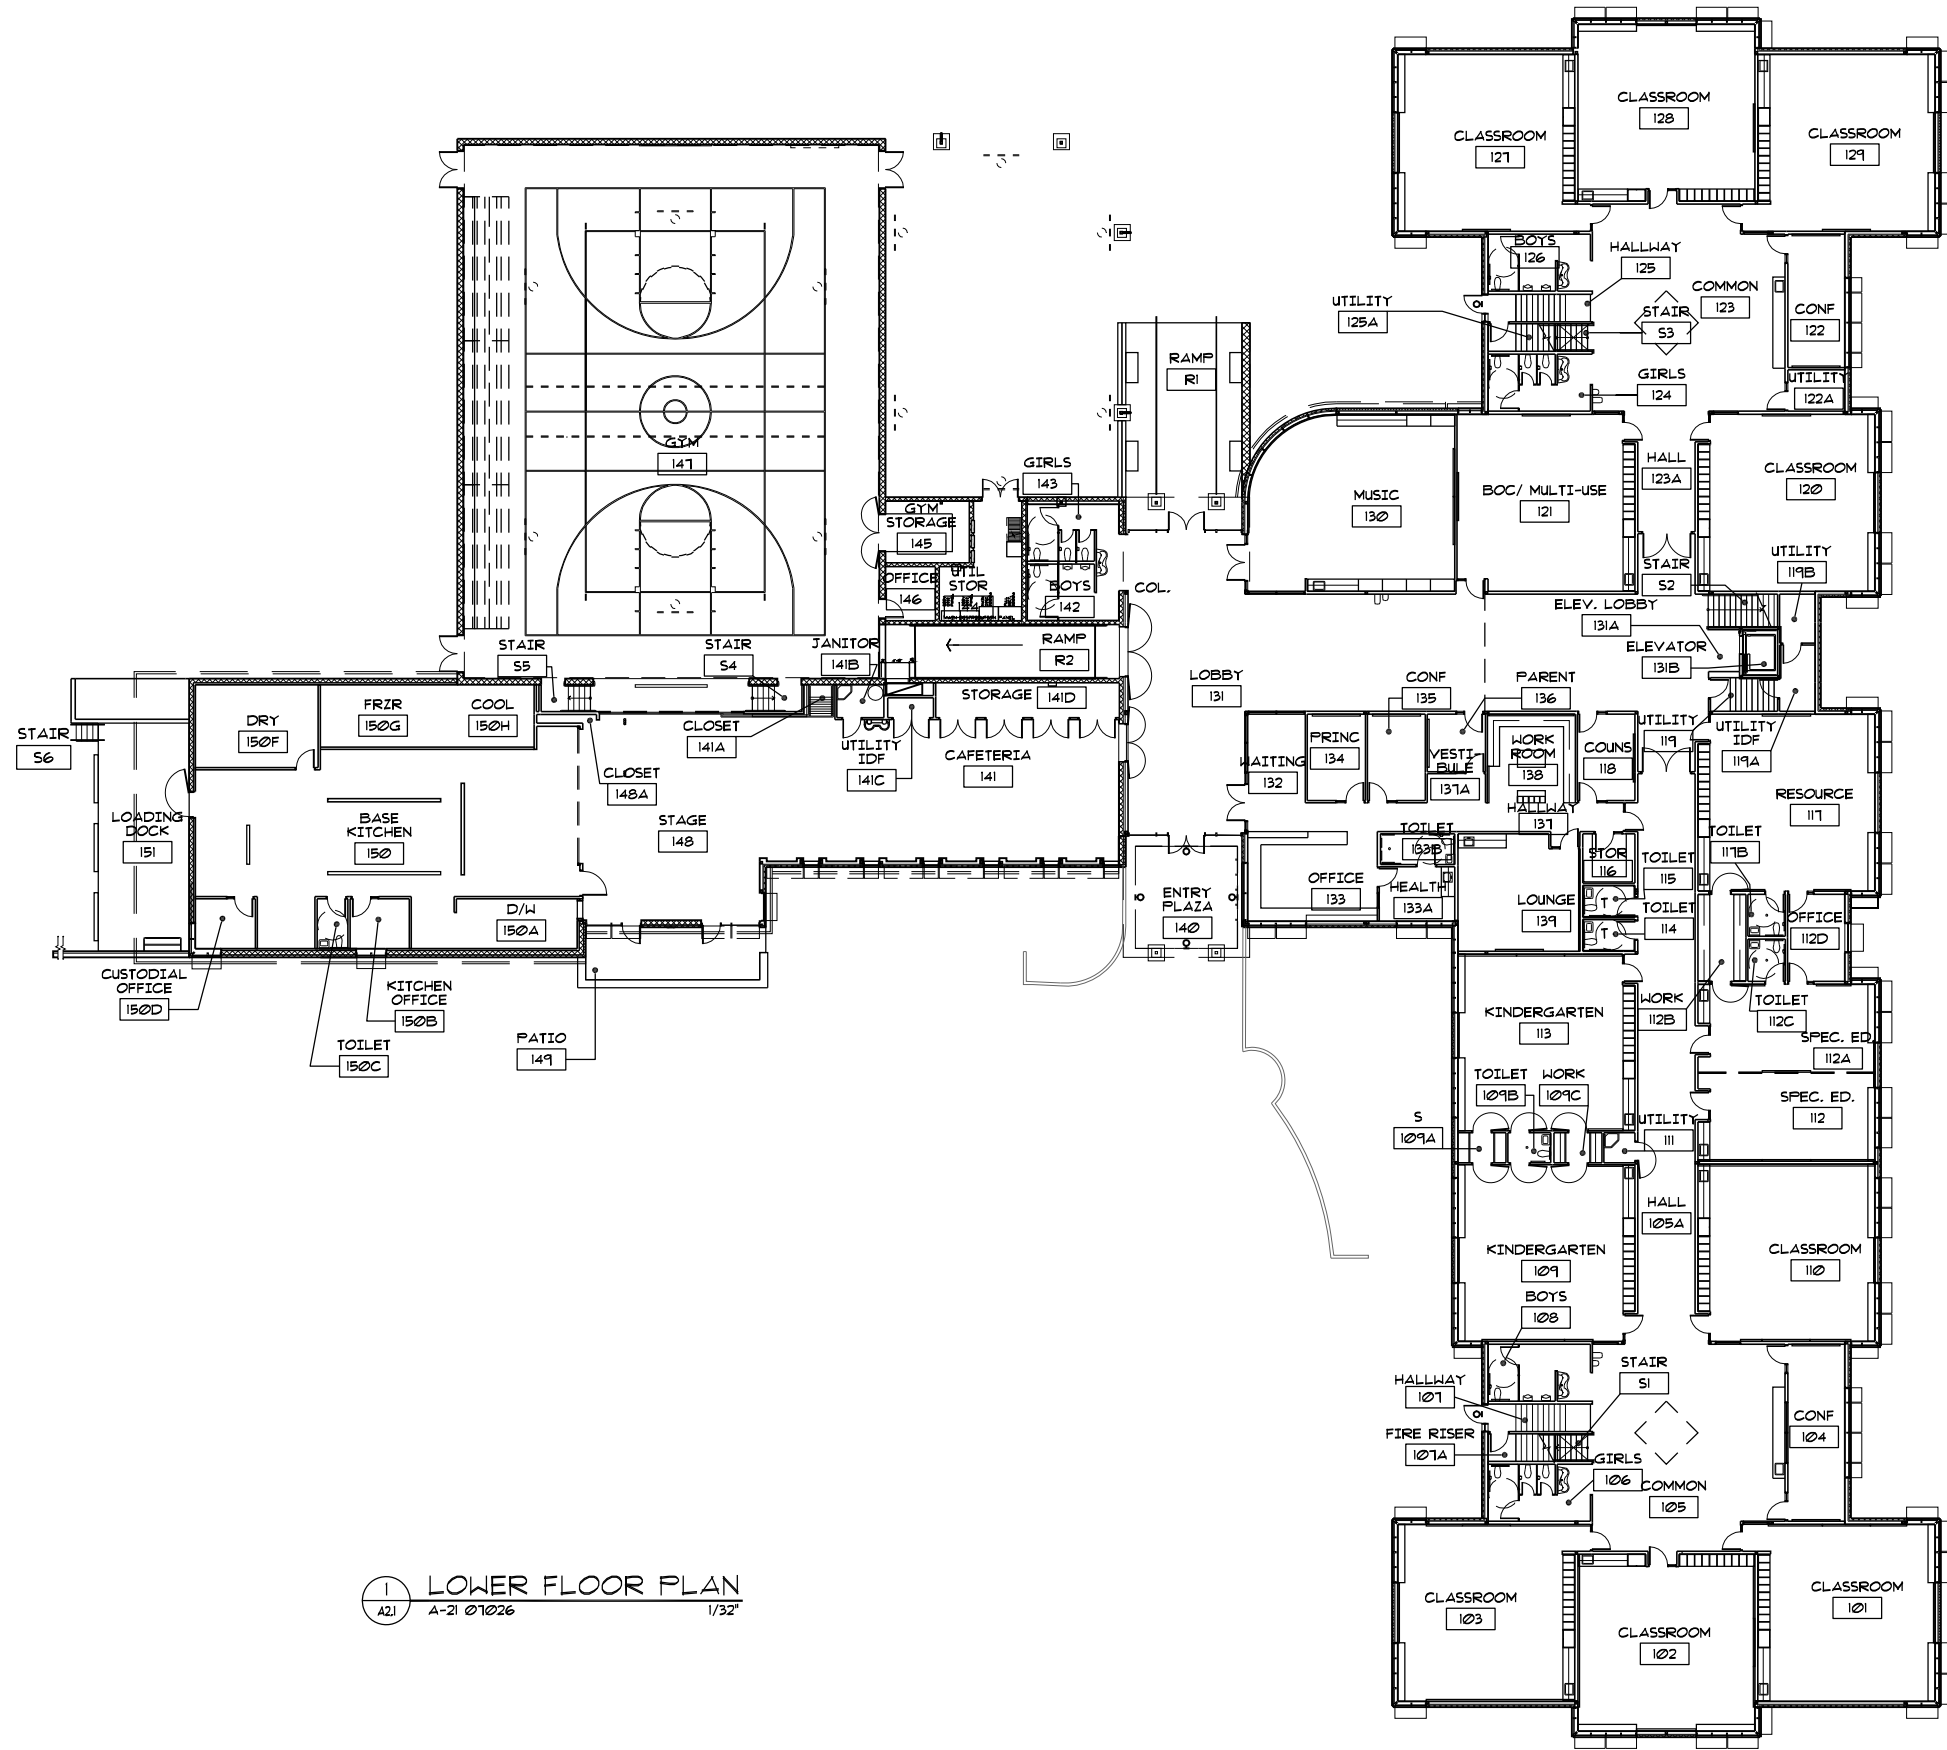 CLASSROOM
128
CLASSROOM
127
CLASSROOM
129
BOYS
126
HALLWAY
125
COMMON
123
UTILITY
125A
STAIR
S3
CONF
122
GIRLS
124
UTILITY
122A
RAMP
R1
GYM
147
GIRLS
143
MUSIC
130
BOC/ MULTI-USE
121
HALL
123A
CLASSROOM
120
GYM
STORAGE
145
OFFICE
146
UTIL
STOR
BOYS
142
COL.
STAIR
S2
UTILITY
119B
ELEV. LOBBY
131A
ELEVATOR
131B
STAIR
S5
STAIR
S4
JANITOR
141B
RAMP
R2
LOBBY
131
CONF
135
PARENT
136
STORAGE
141D
DRY
150F
FRZR
150G
COOL
150H
STAIR
S6
CLOSET
141A
UTILITY
IDF
141C
CAFETERIA
141
CLOSET
148A
WAITING
132
PRINC
134
VESTI-
BULE
137A
WORK
ROOM
138
COUNS
118
UTILITY
119
UTILITY
IDF
119A
RESOURCE
117
HALLWAY
137
LOADING
DOCK
151
BASE
KITCHEN
150
STAGE
148
TOILET
133B
STOR
116
TOILET
115
TOILET
117B
OFFICE
133
HEALTH
133A
LOUNGE
139
TOILET
114
T
T
OFFICE
112D
ENTRY
PLAZA
140
D/W
150A
CUSTODIAL
OFFICE
150D
KITCHEN
OFFICE
150B
TOILET
150C
PATIO
149
KINDERGARTEN
113
WORK
112B
TOILET
112C
SPEC. ED.
112A
TOILET
109B
WORK
109C
S
109A
UTILITY
111
SPEC. ED.
112
HALL
105A
KINDERGARTEN
109
CLASSROOM
110
BOYS
108
STAIR
S1
HALLWAY
107
FIRE RISER
107A
CONF
104
GIRLS
106
COMMON
105
CLASSROOM
103
CLASSROOM
102
CLASSROOM
101
1
A2.1
LOWER FLOOR PLAN
A-21 07026
1/32"